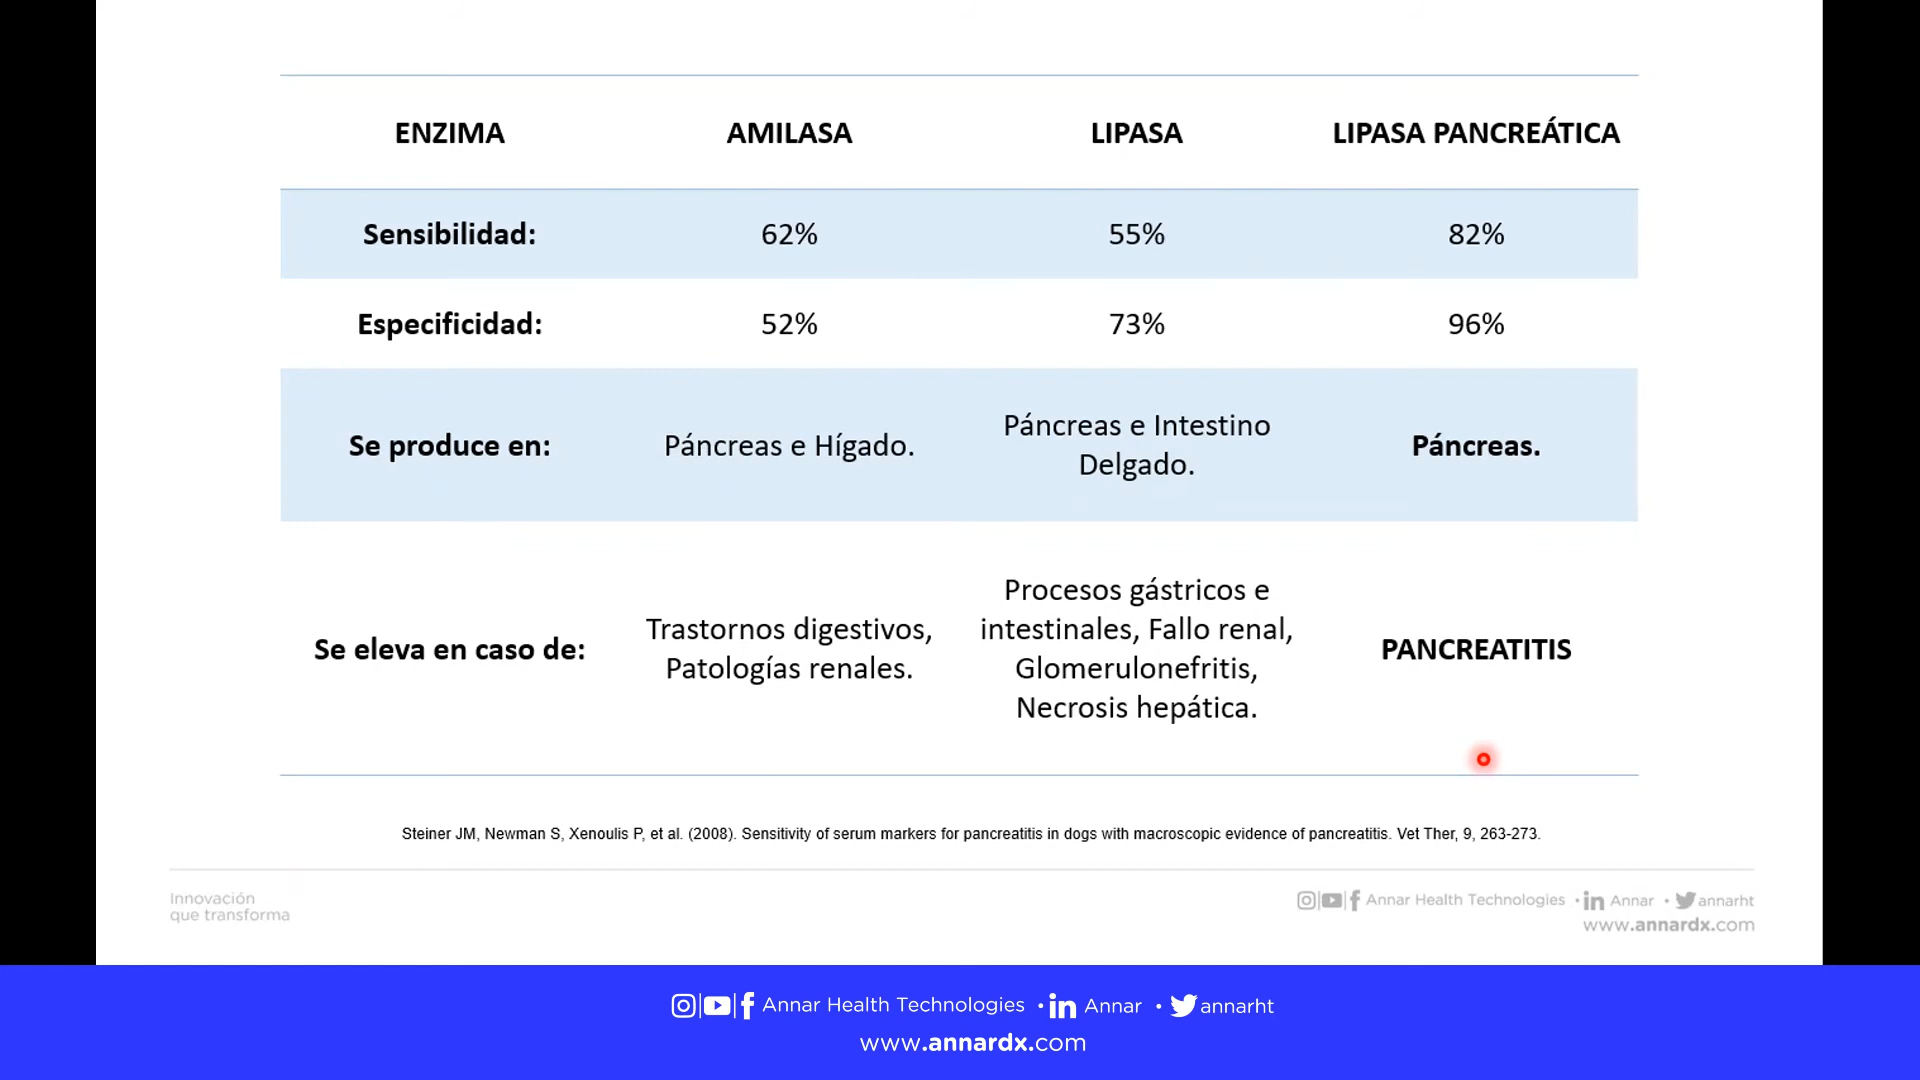 ENZIMA AMILASA LIPASA LIPASA PANCREÁTICA
Sensibilidad: 62% 55% 82%
Especificidad: 52% 73% 96%
Se produce en: Páncreas e Hígado. Páncreas e Intestino
Delgado. Páncreas.
Se eleva en caso de: Trastornos digestivos,
Patologías renales. Procesos gástricos e
intestinales, Fallo renal,
Glomerulonefritis,
Necrosis hepática. PANCREATITIS
Steiner JM, Newman S, Xenoulis P, et al. (2008). Sensitivity of serum markers for pancreatitis in dogs with macroscopic evidence of pancreatitis. Vet Ther, 9, 263-273.
Innovación
que transforma
Annar Health Technologies • in Annar • annarht
www.annardx.com
Annar Health Technologies • in Annar • annarht
www.annardx.com